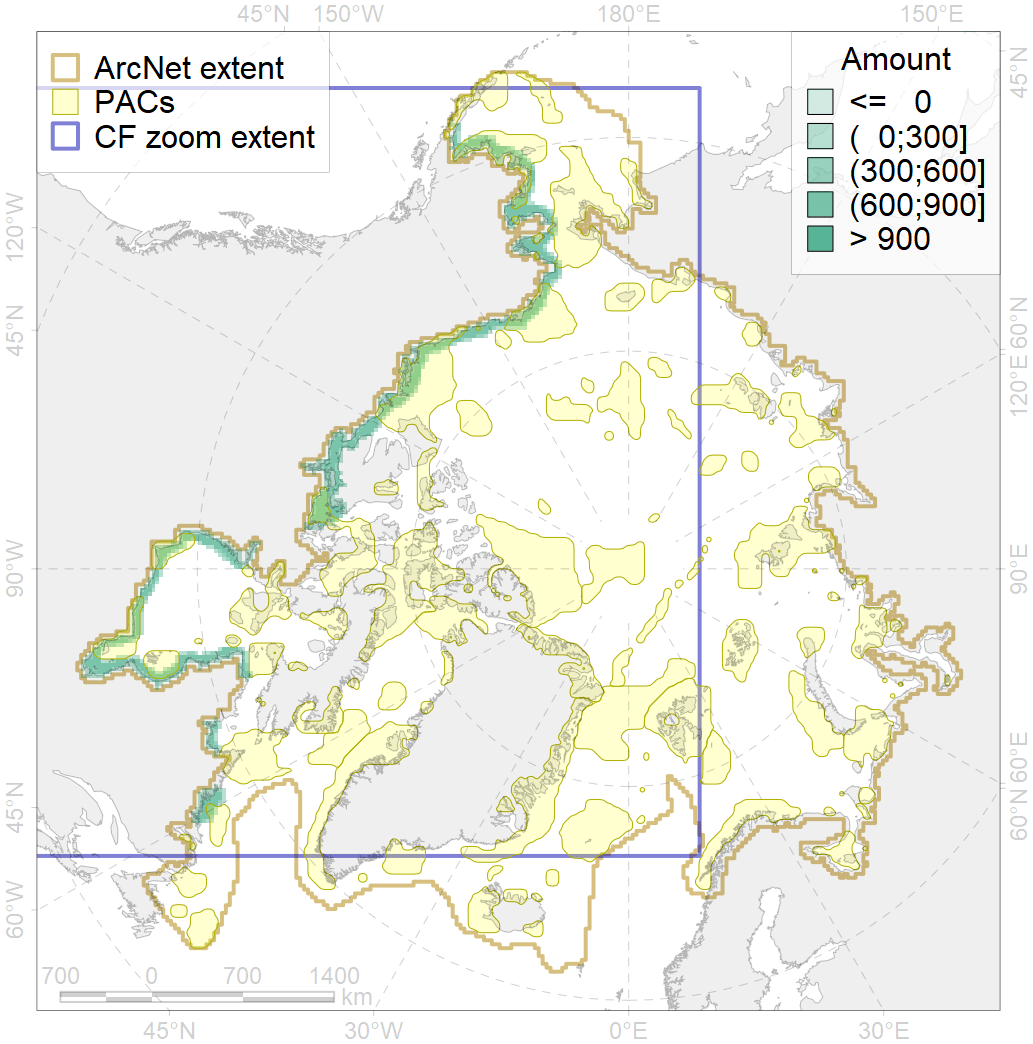 45°N 150°W 180°E 150°E
ArcNet extent
PACs
CF zoom extent
Amount
<= 0
( 0;300]
(300;600]
(600;900]
> 900
45°N
120°W
45°N
90°W
45°N
60°W
60°N
120°E
90°E
60°E
60°N
700 0 700 1400
km
45°N 30°W 0°E 30°E